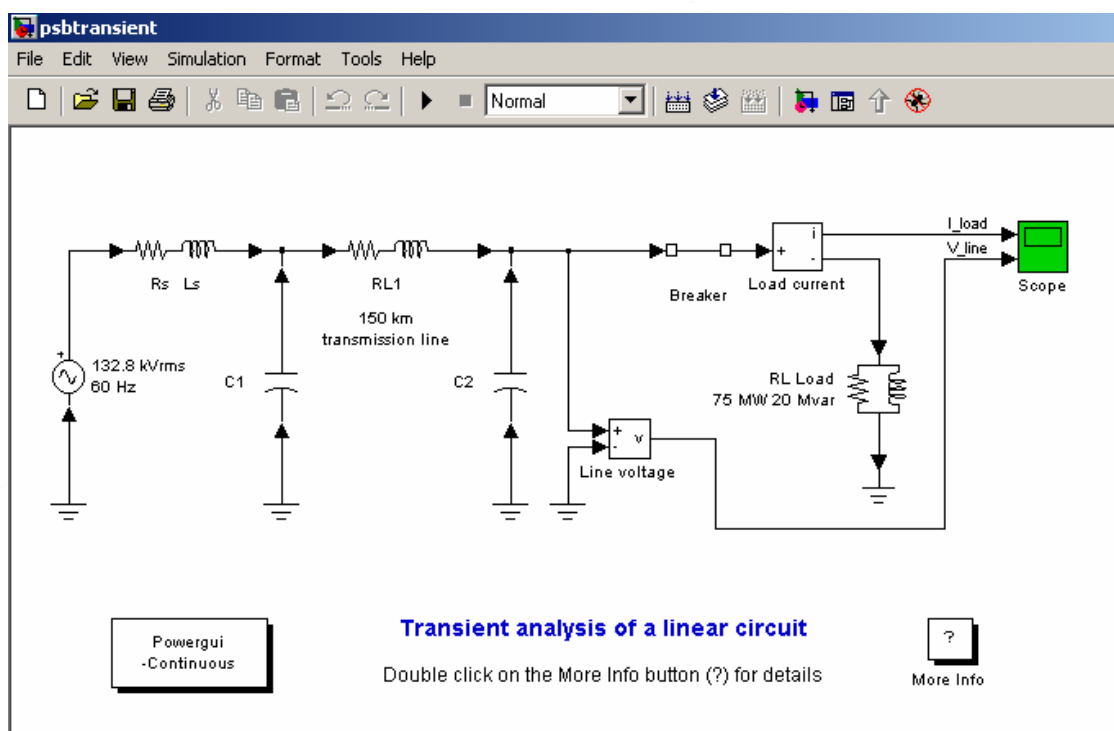 psbtransient
File Edit View Simulation Format Tools Help
Normal
i
I_load
+
-
V_line
Rs Ls
RL1
Breaker
Load current
Scope
150 km
transmission line
+
132.8 kVrms
60 Hz
C1
C2
RL Load
75 MW 20 Mvar
+
v
-
Line voltage
Powergui
-Continuous
Transient analysis of a linear circuit
Double click on the More Info button (?) for details
?
More Info